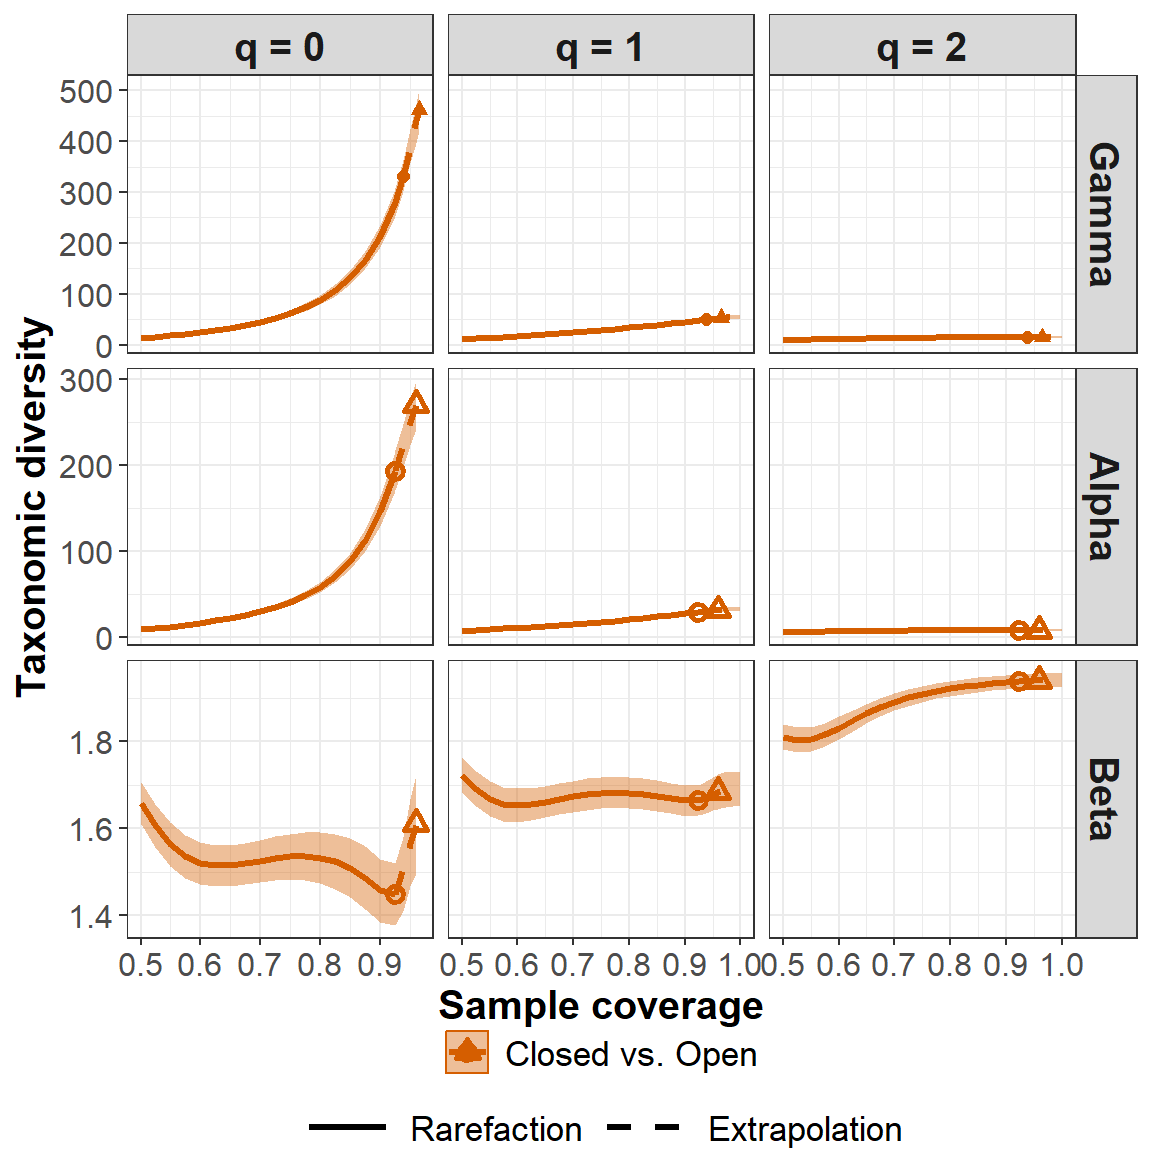 q = 0
q = 1
q = 2
500
400
300
200
100
0
Gamma
300
200
100
0
Alpha
1.8
1.6
1.4
Beta
Taxonomic diversity
0.5 0.6 0.7 0.8 0.9
0.5 0.6 0.7 0.8 0.9 1.0
0.5 0.6 0.7 0.8 0.9 1.0
Sample coverage
Closed vs. Open
Rarefaction
Extrapolation